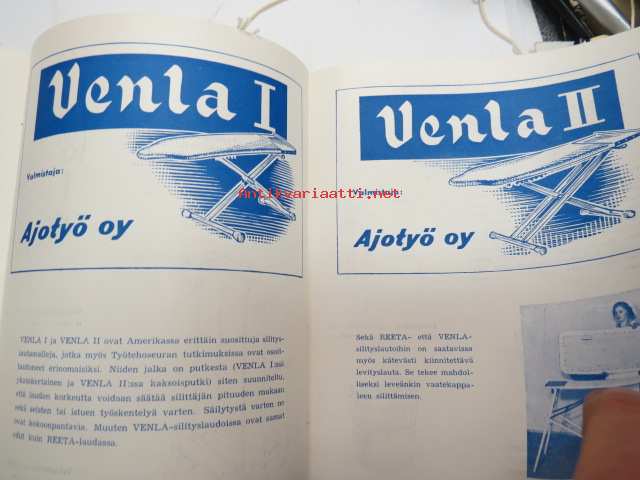 Venla I
Valmistaja:
Ajotyö oy
VENLA I ja VENLA II ovat Amerikassa erittäin suosittuja silitys-
lautamalleja, jotka myös Työtehoseuran tutkimuksissa ovat osoit-
tautuneet erinomaisiksi. Niiden jalka on putkesta (VENLA I:ssä
yksinkertainen ja VENLA II:ssa kaksoisputki) siten suunniteltu,
että laudan korkeutta voidaan säätää silittäjän pituuden mukaan
sekä seisten tai istuen työskentelyä varten. Säilytystä varten ne
ovat kokoonpantavia. Muuten VENLA-silityslaudoissa ovat samat
edut kuin REETA-laudassa.
Venla II
Valmistaja:
Ajotyö oy
Sekä REETA- että VENLA-
silityslautoihin on saatavissa
myös kätevästi kiinnitettävä
levityslauta. Se tekee mahdol-
liseksi leveänkin vaatekappa-
leen silittämisen.
Antikvariaatti.net